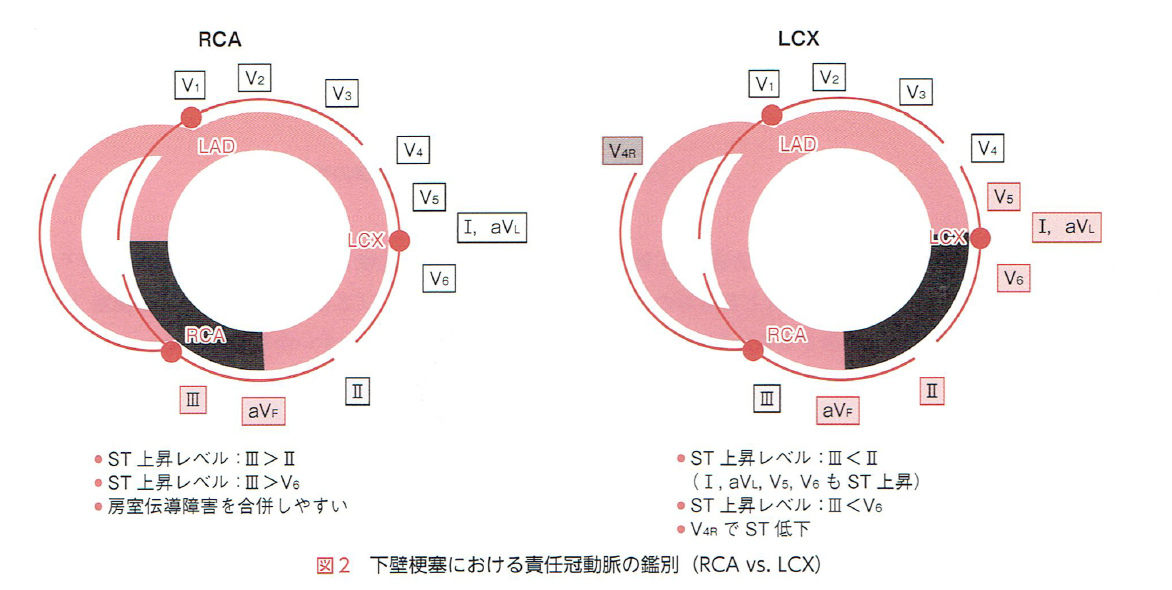 RCA
V1
V2
V3
V4
V5
I, aVL
V6
LAD
LCX
RCA
III
aVF
II
● ST 上昇レベル:III>II
● ST 上昇レベル:III>V6
● 房室伝導障害を合併しやすい
LCX
V1
V2
V3
V4R
V4
V5
I, aVL
V6
LAD
LCX
RCA
III
aVF
II
● ST 上昇レベル:III<II
(I, aVL, V5, V6 も ST 上昇)
● ST 上昇レベル:III<V6
● V4R で ST 低下
図2 下壁梗塞における責任冠動脈の鑑別(RCA vs. LCX)